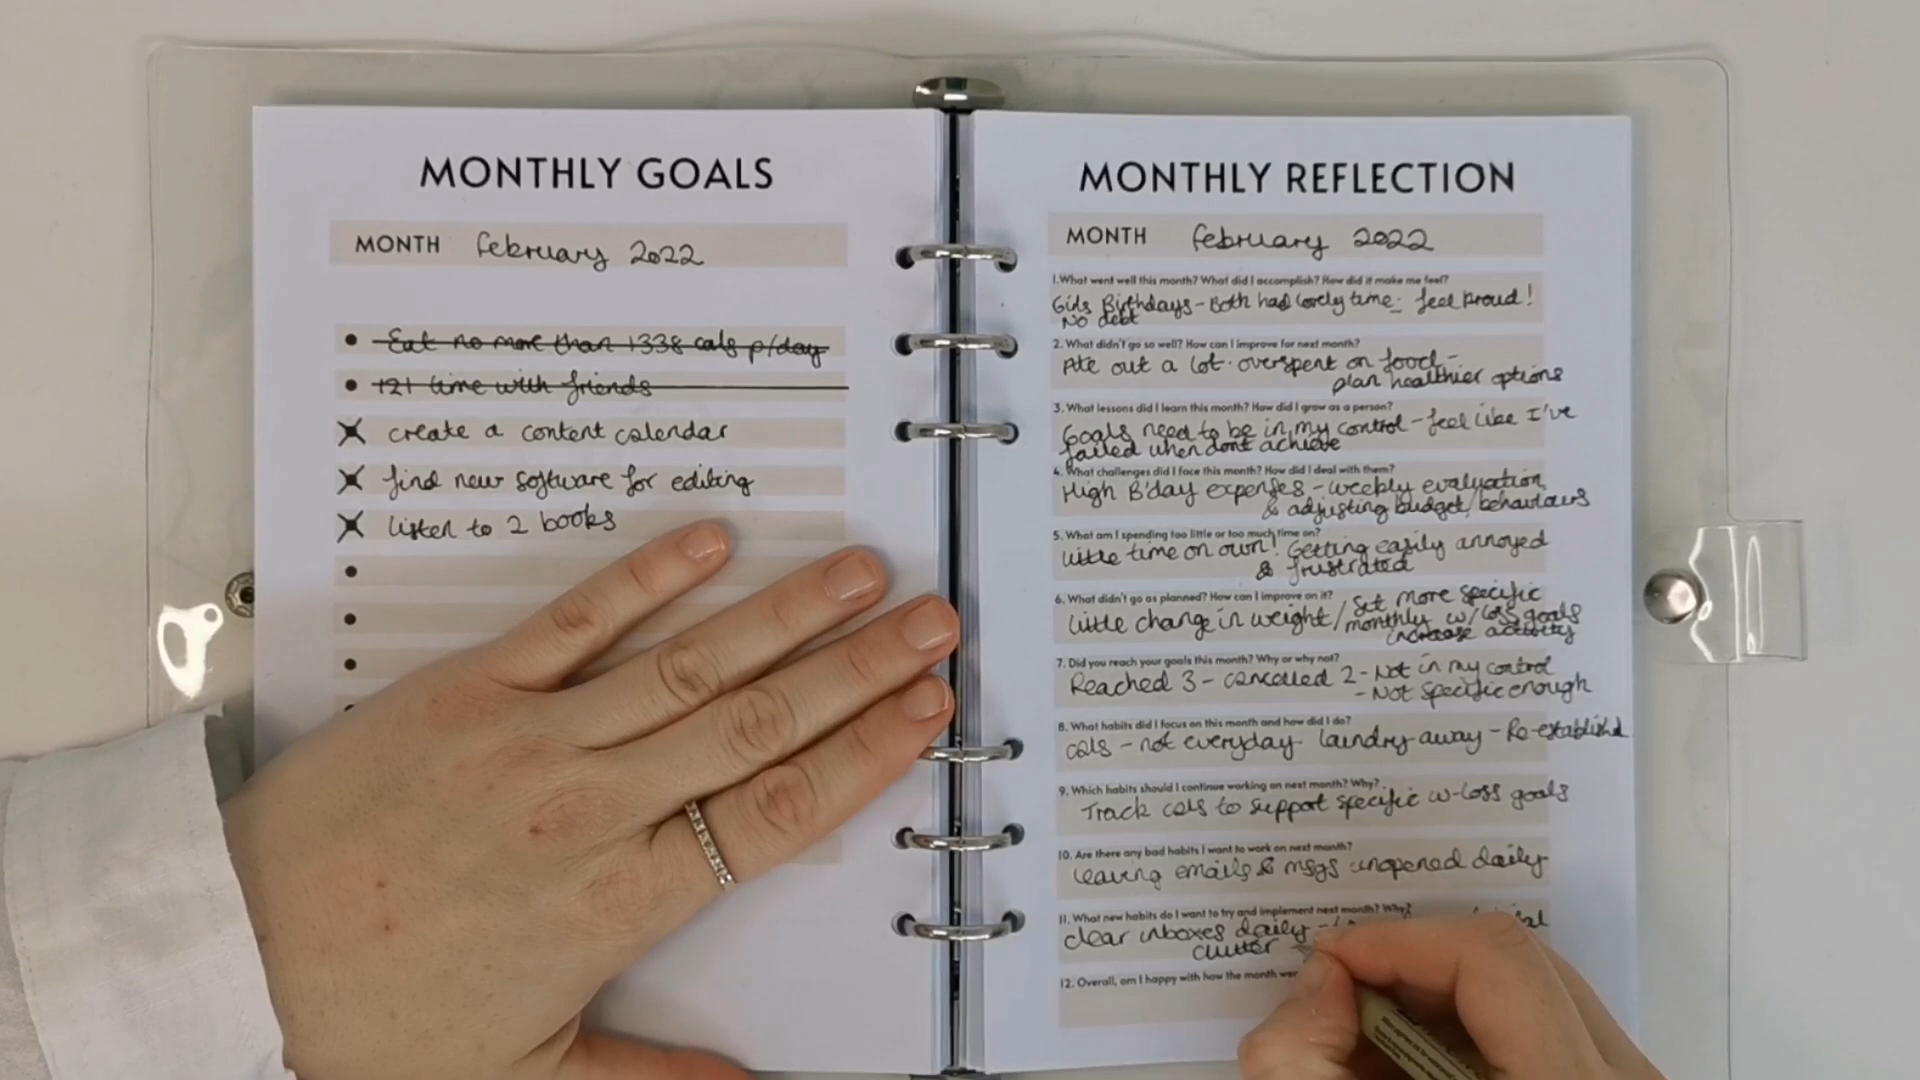 MONTHLY GOALS
MONTH February 2022
Eat no more than 1338 cals p/day
121 time with friends
create a content calendar
find new software for editing
listen to 2 books
MONTHLY REFLECTION
MONTH february 2022
1.What went well this month? What did I accomplish? How did it make me feel?
Girls Birthdays - Both had lovely time - feel proud!
No debt
2. What didn't go so well? How can I improve for next month?
Ate out a lot. overspent on food -
plan healthier options
3. What lessons did I learn this month? How did I grow as a person?
Goals need to be in my control - feel like I've
failed when dont achieve
4. What challenges did I face this month? How did I deal with them?
High B'day expenses - weekly evaluation
& adjusting budget/behaviours
5. What am I spending too little or too much time on?
little time on own! Getting easily annoyed
& frustrated
6. What didn't go as planned? How can I improve on it?
little change in weight / set more specific
monthly w/loss goals
increase activity
7. Did you reach your goals this month? Why or why not?
Reached 3 - cancelled 2 - Not in my control
- Not specific enough
8. What habits did I focus on this month and how did I do?
cals - not everyday. laundry away - Re-established
9. Which habits should I continue working on next month? Why?
Track cals to support specific w-loss goals
10. Are there any bad habits I want to work on next month?
leaving emails & msgs unopened daily
11. What new habits do I want to try and implement next month? Why?
clear inboxes daily -
clutter
12. Overall, am I happy with how the month